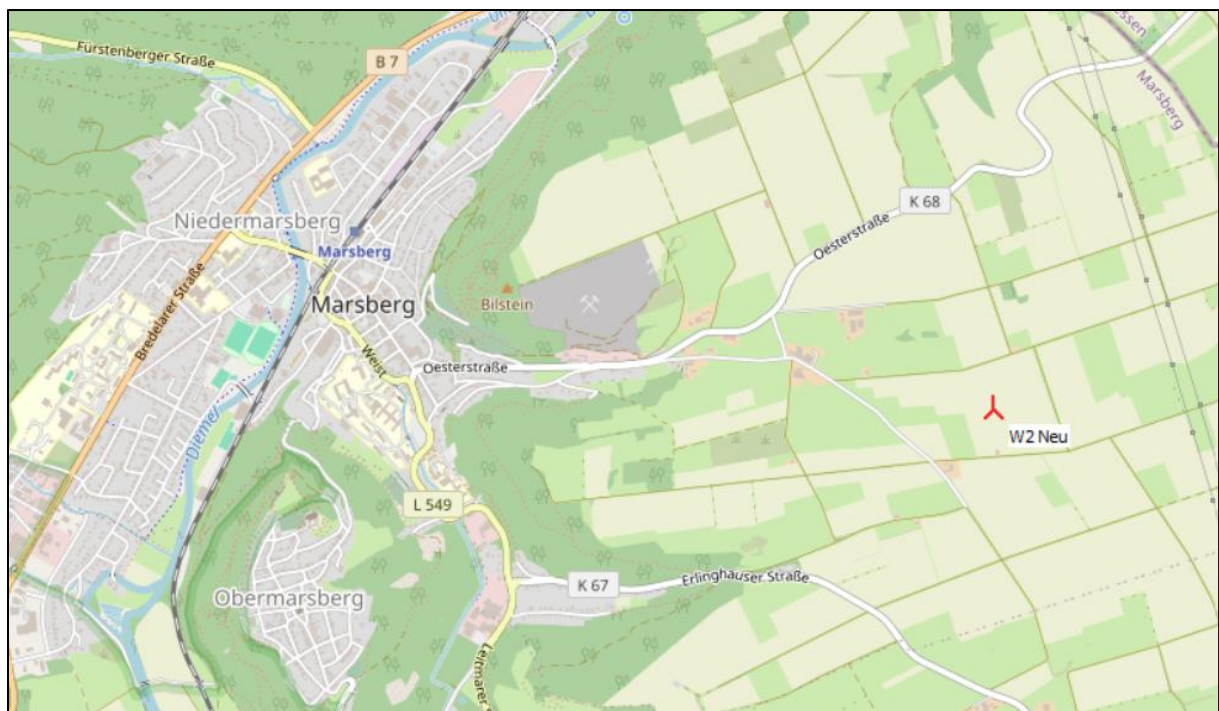 Fürstenberger Straße
B 7
Hessen
Marsberg
K 68
Oesterstraße
Niedermarsberg
Marsberg
Bilstein
Marsberg
Bredelarer Straße
Weist
Oesterstraße
Diemel
W2 Neu
L 549
K 67
Erlinghauser Straße
Obermarsberg
Leitmarer